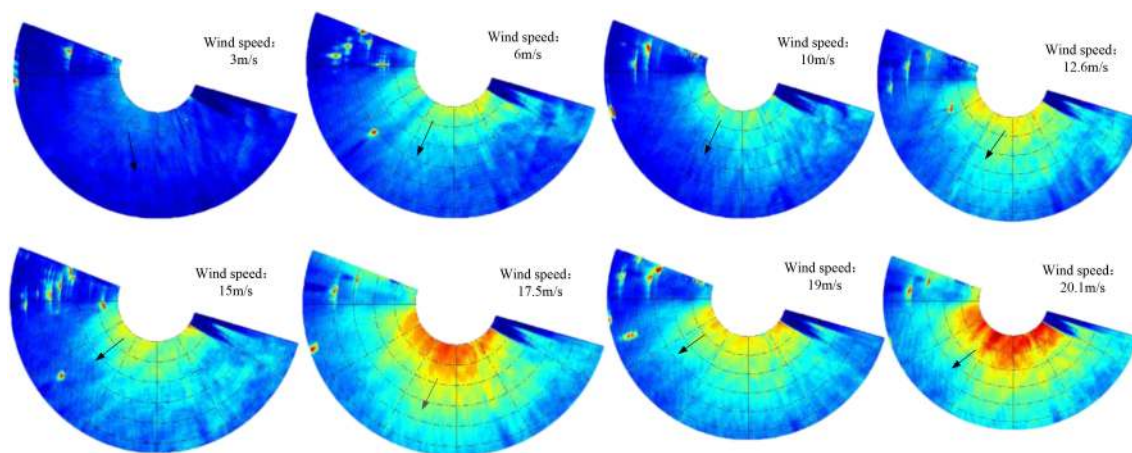 Wind speed：
3m/s
Wind speed：
6m/s
Wind speed：
10m/s
Wind speed：
12.6m/s
Wind speed：
15m/s
Wind speed：
17.5m/s
Wind speed：
19m/s
Wind speed：
20.1m/s